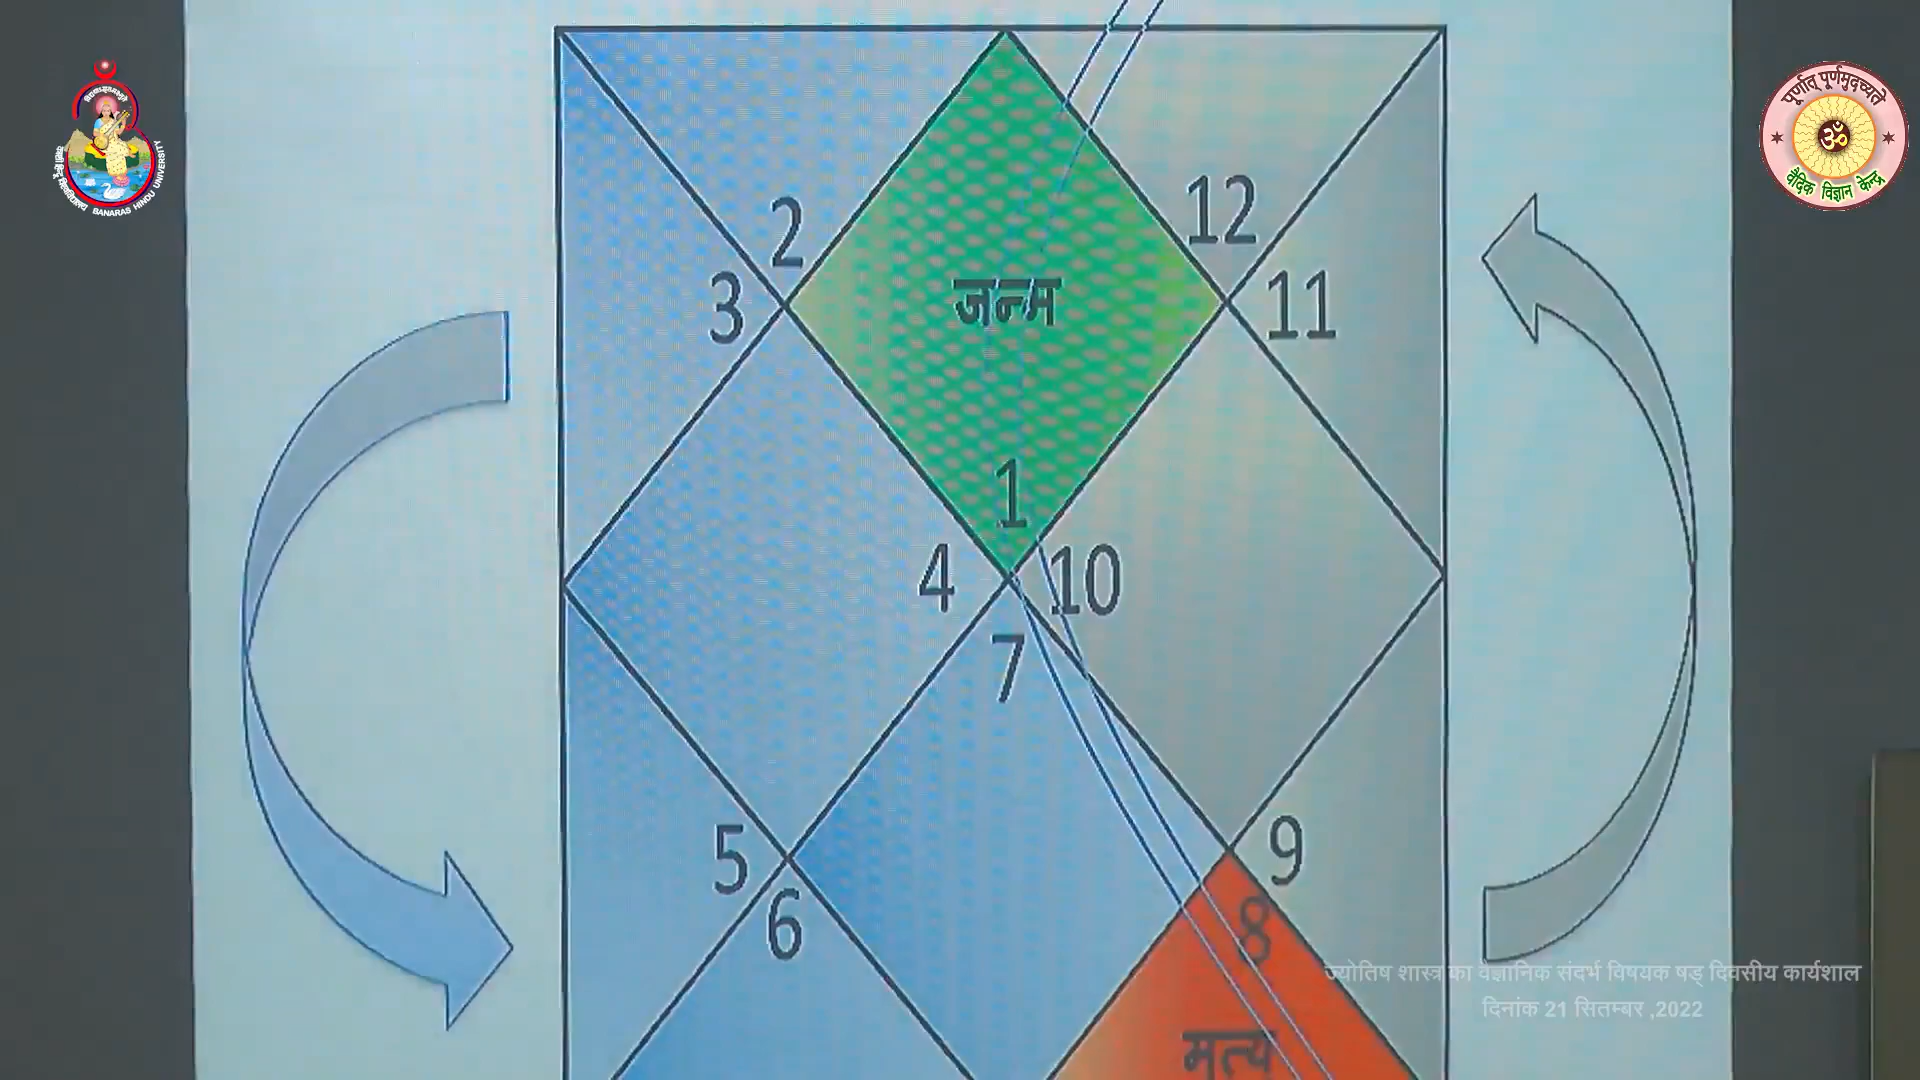 BANARAS HINDU UNIVERSITY
पूर्णात् पूर्णमुदच्यते
ॐ
वैदिक विज्ञान केन्द्र
2
12
3
जन्म
11
1
4
10
7
5
9
6
8
ज्योतिष शास्त्र का वैज्ञानिक संदर्भ विषयक षड् दिवसीय कार्यशाल
दिनांक 21 सितम्बर ,2022
मृत्यु